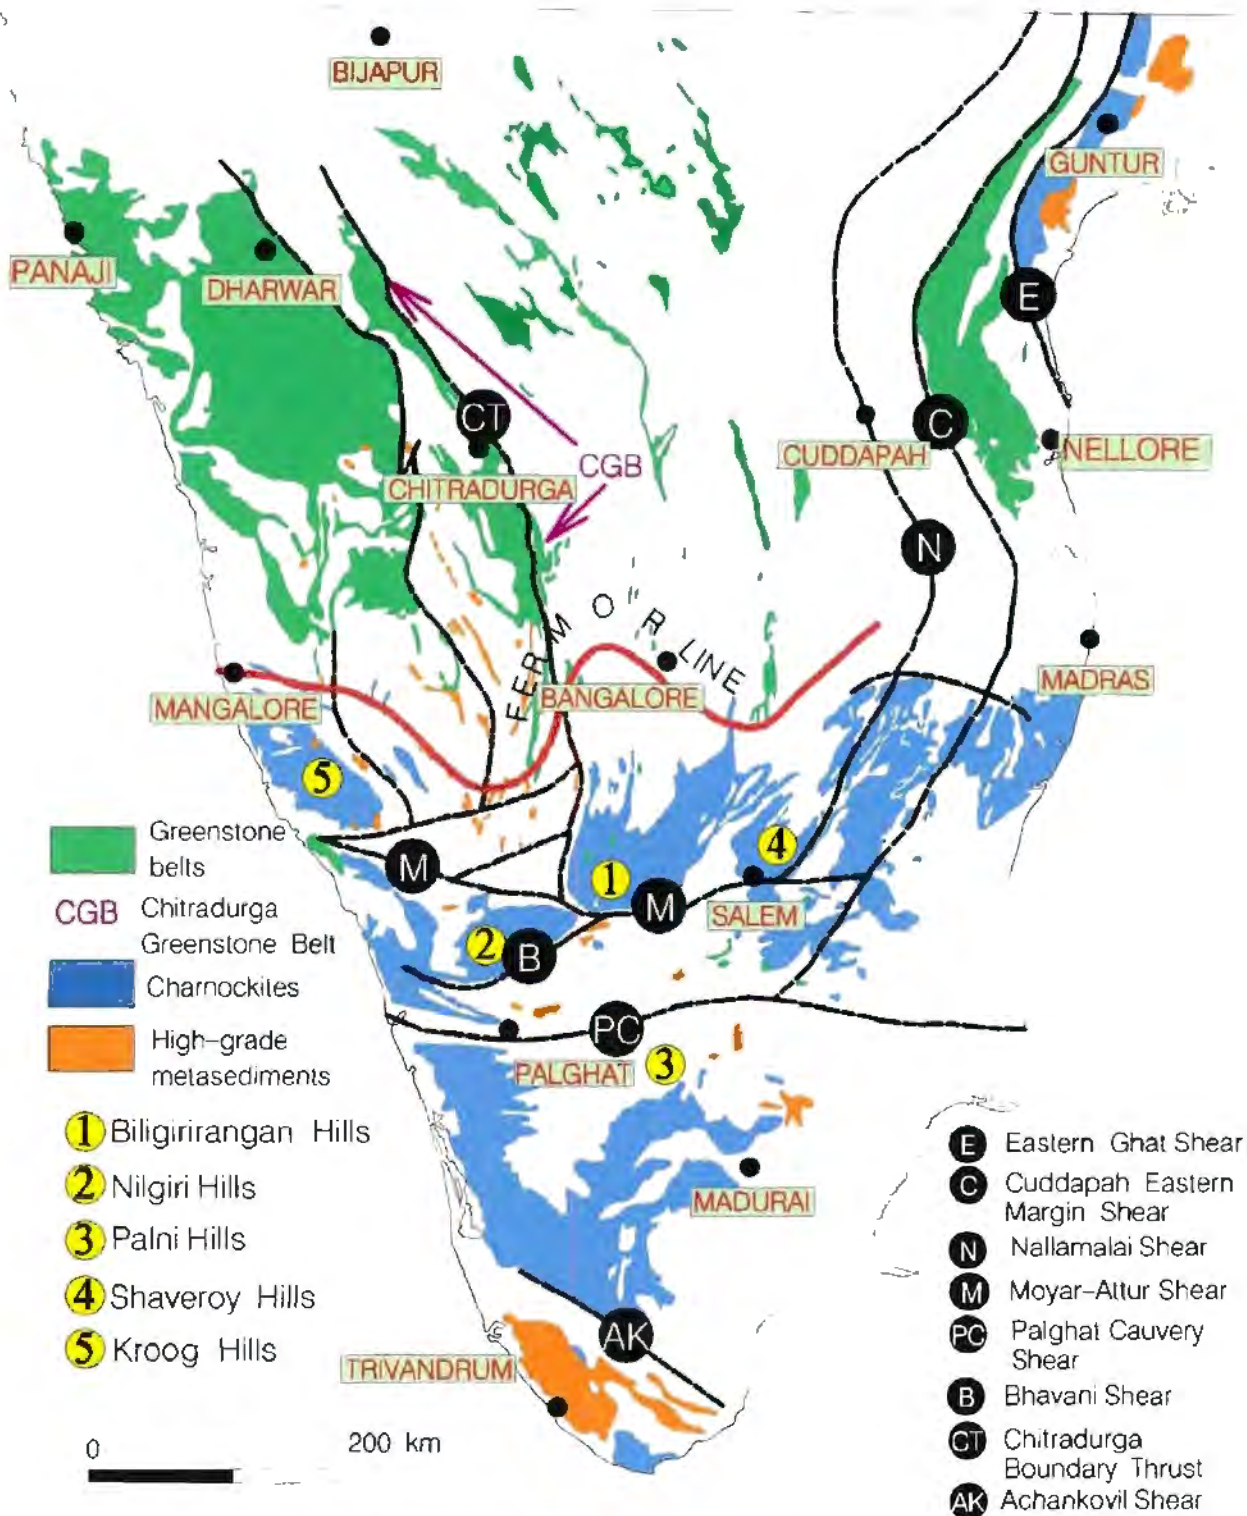 BIJAPUR
GUNTUR
PANAJI
DHARWAR
E
CT
C
CUDDAPAH
NELLORE
CGB
CHITRADURGA
N
FERMOR LINE
MADRAS
MANGALORE
BANGALORE
5
4
Greenstone
belts
M
1
M
SALEM
CGB Chitradurga
Greenstone Belt
2
B
Charnockites
PC
High-grade
metasediments
PALGHAT
3
1 Biligirirangan Hills
2 Nilgiri Hills
3 Palni Hills
4 Shaveroy Hills
5 Kroog Hills
MADURAI
AK
TRIVANDRUM
0
200 km
E Eastern Ghat Shear
C Cuddapah Eastern
Margin Shear
N Nallamalai Shear
M Moyar-Attur Shear
PC Palghat Cauvery
Shear
B Bhavani Shear
CT Chitradurga
Boundary Thrust
AK Achankovil Shear